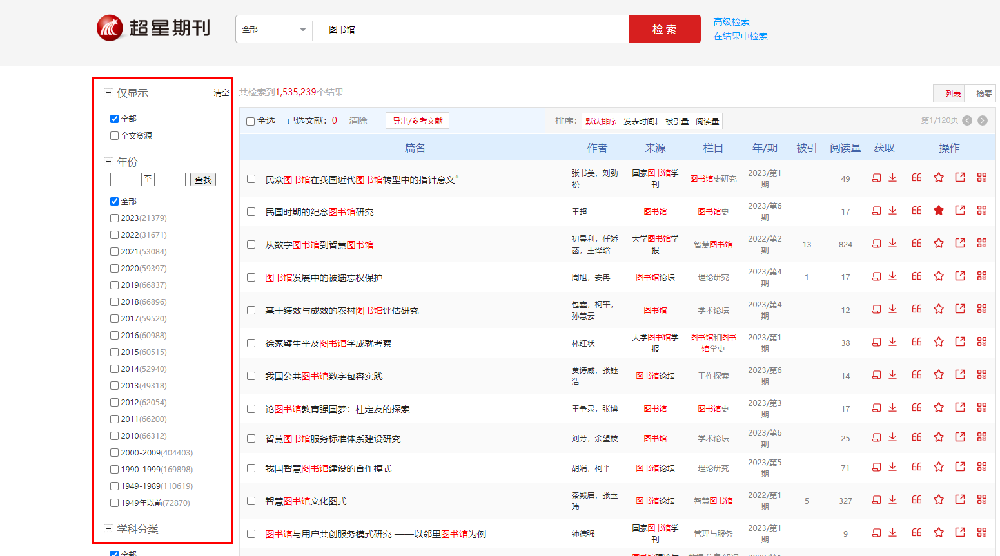 超星期刊
全部 图书馆 检 索
高级检索
在结果中检索
仅显示 清空
全部
全文资源
年份
至 查找
全部
2023(21379)
2022(31671)
2021(53084)
2020(59397)
2019(66837)
2018(66896)
2017(59520)
2016(60988)
2015(60515)
2014(52940)
2013(49318)
2012(62054)
2011(66200)
2010(66312)
2000-2009(404403)
1990-1999(169898)
1949-1989(110619)
1949年以前(72870)
学科分类
全部
共检索到1,535,239个结果 列表 摘要
全选 已选文献：0 清除 导出/参考文献 排序： 默认排序 发表时间↓ 被引量 阅读量 第1/120页
篇名 作者 来源 栏目 年/期 被引 阅读量 获取 操作
民众图书馆在我国近代图书馆转型中的指针意义* 张书美，刘劲松 国家图书馆学刊 图书馆史研究 2023/第1期 49
民国时期的纪念图书馆研究 王超 图书馆 图书馆史 2023/第6期 17
从数字图书馆到智慧图书馆 初景利，任娇菡，王译晗 大学图书馆学报 智慧图书馆 2022/第2期 13 824
图书馆发展中的被遗忘权保护 周旭，安冉 图书馆论坛 理论研究 2023/第4期 1 17
基于绩效与成效的农村图书馆评估研究 包鑫，柯平，孙慧云 图书馆 学术论坛 2023/第4期 12
徐家璧生平及图书馆学成就考察 林红状 大学图书馆学报 图书馆和图书馆学史 2023/第1期 38
我国公共图书馆数字包容实践 贾诗威，张钰浩 图书馆论坛 工作探索 2023/第6期 14
论图书馆教育强国梦：杜定友的探索 王争录，张博 图书馆 图书馆史 2023/第3期 17
智慧图书馆服务标准体系建设研究 刘芳，余望枝 图书馆 学术论坛 2023/第6期 25
我国智慧图书馆建设的合作模式 胡娟，柯平 图书馆论坛 理论研究 2023/第5期 71
智慧图书馆文化图式 秦殿启，张玉玮 图书馆论坛 智慧图书馆 2022/第1期 5 327
图书馆与用户共创服务模式研究 ——以邻里图书馆为例 钟德强 国家图书馆学刊 管理与服务 2023/第1期 9